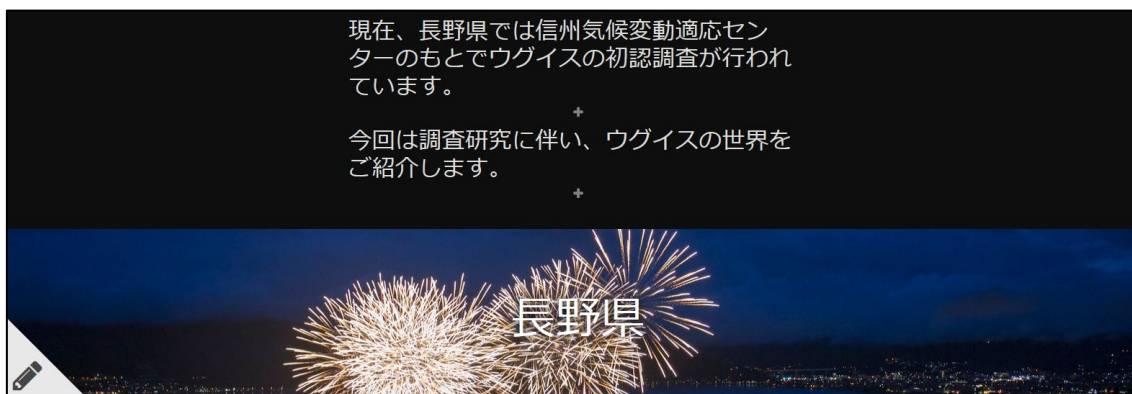 現在、長野県では信州気候変動適応セン
ターのもとでウグイスの初認調査が行われ
ています。
今回は調査研究に伴い、ウグイスの世界を
ご紹介します。
長野県